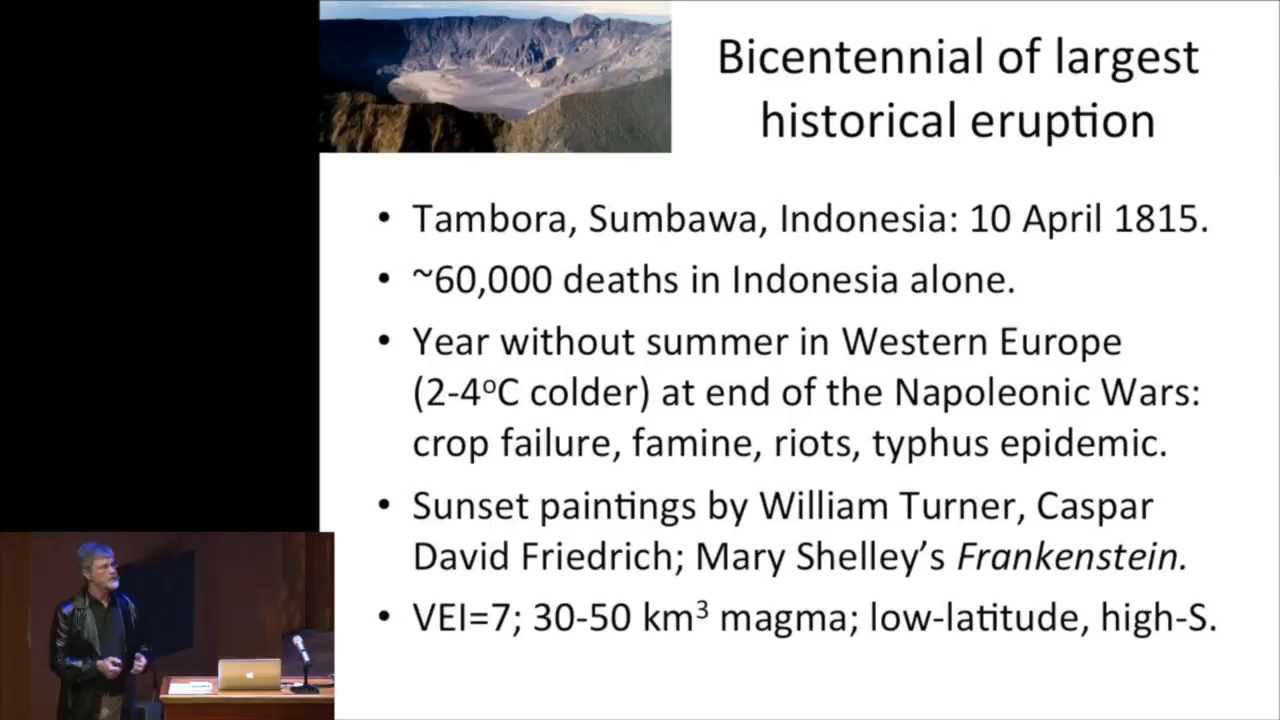 Bicentennial of largest
historical eruption
• Tambora, Sumbawa, Indonesia: 10 April 1815.
• ~60,000 deaths in Indonesia alone.
• Year without summer in Western Europe
(2-4ºC colder) at end of the Napoleonic Wars:
crop failure, famine, riots, typhus epidemic.
• Sunset paintings by William Turner, Caspar
David Friedrich; Mary Shelley’s Frankenstein.
• VEI=7; 30-50 km³ magma; low-latitude, high-S.